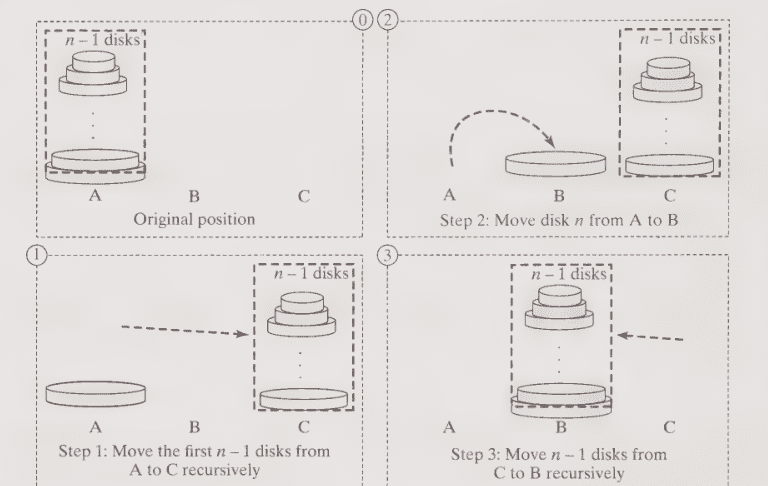 0
n – 1 disks
A B C
Original position
2
n – 1 disks
A B C
Step 2: Move disk n from A to B
1
n – 1 disks
A B C
Step 1: Move the first n – 1 disks from
A to C recursively
3
n – 1 disks
A B C
Step 3: Move n – 1 disks from
C to B recursively